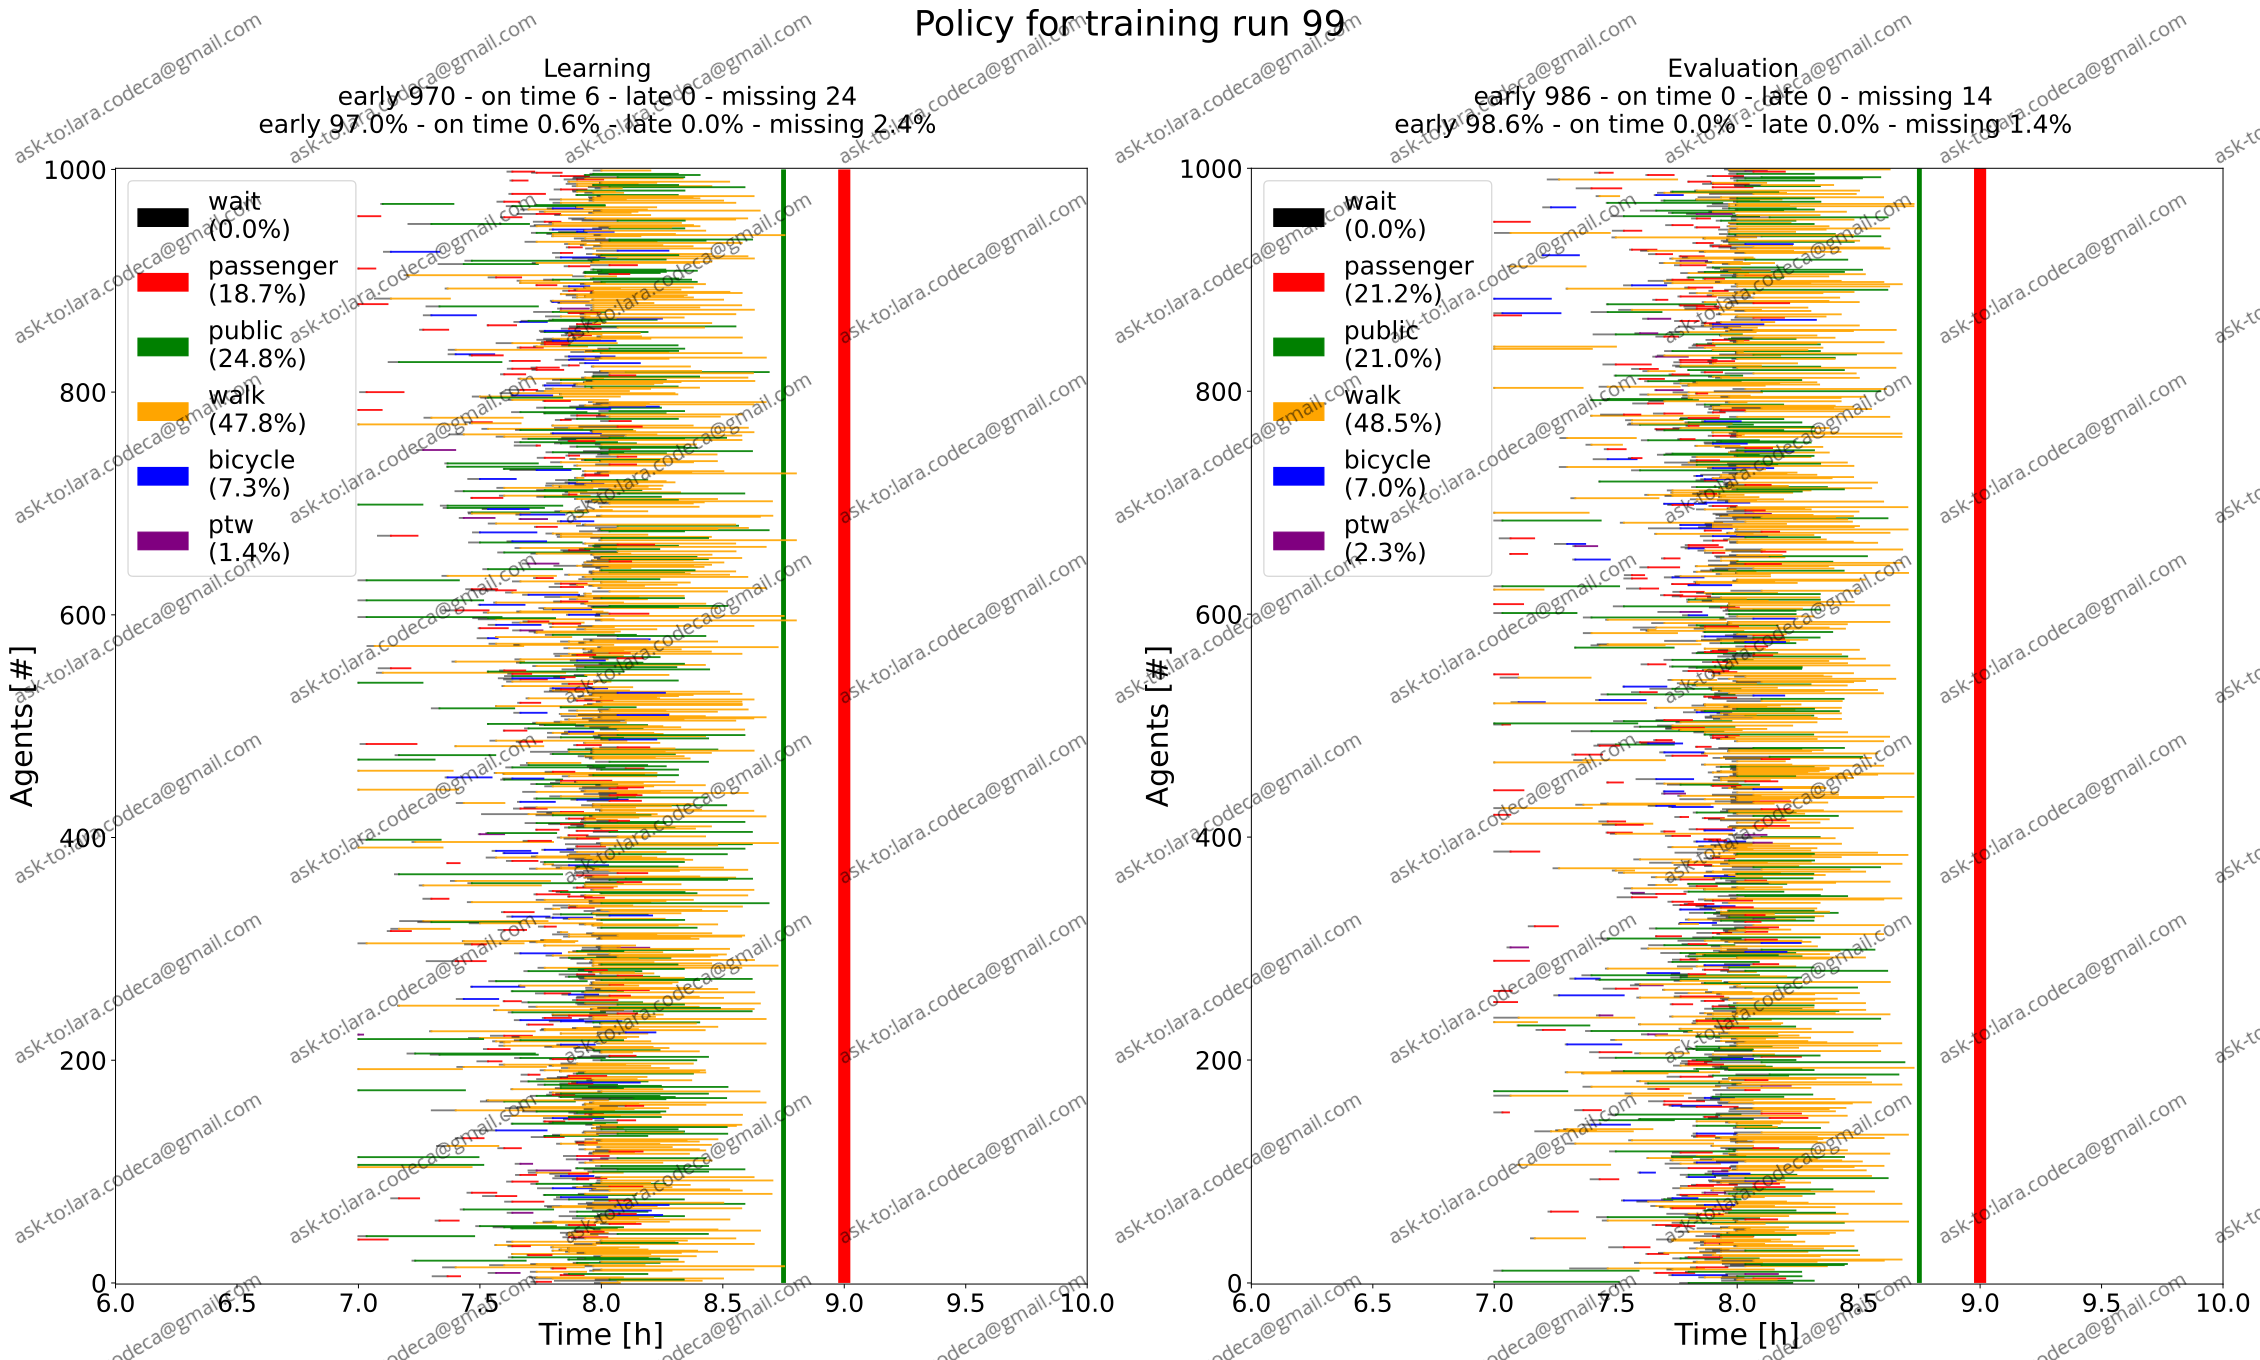 Policy for training run 99
Learning
early 970 - on time 6 - late 0 - missing 24
early 97.0% - on time 0.6% - late 0.0% - missing 2.4%
1000
800
600
400
200
0
Agents [#]
wait
(0.0%)
passenger
(18.7%)
public
(24.8%)
walk
(47.8%)
bicycle
(7.3%)
ptw
(1.4%)
6.0 6.5 7.0 7.5 8.0 8.5 9.0 9.5 10.0
Time [h]
Evaluation
early 986 - on time 0 - late 0 - missing 14
early 98.6% - on time 0.0% - late 0.0% - missing 1.4%
1000
800
600
400
200
0
Agents [#]
wait
(0.0%)
passenger
(21.2%)
public
(21.0%)
walk
(48.5%)
bicycle
(7.0%)
ptw
(2.3%)
6.0 6.5 7.0 7.5 8.0 8.5 9.0 9.5 10.0
Time [h]
ask-to:lara.codeca@gmail.com